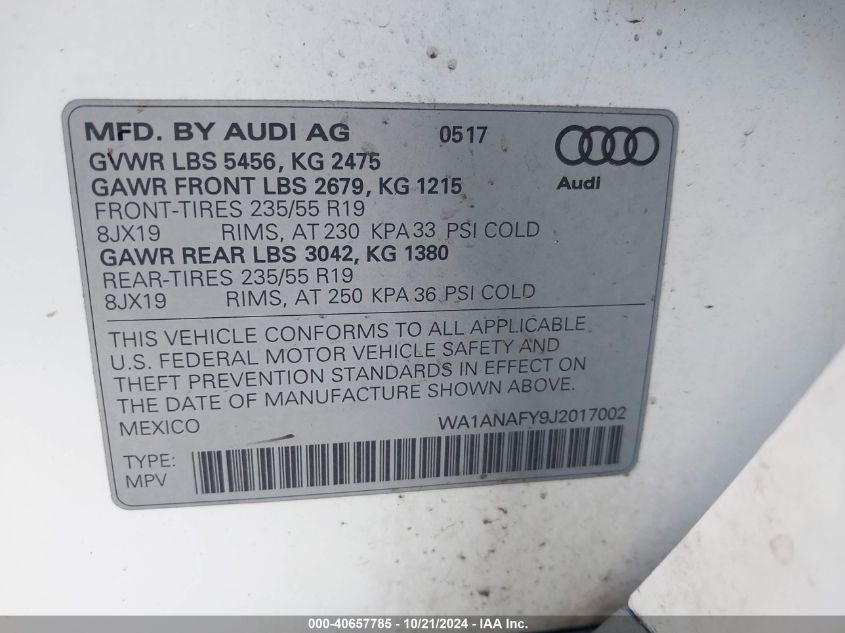 MFD. BY AUDI AG 0517
Audi
GVWR LBS 5456, KG 2475
GAWR FRONT LBS 2679, KG 1215
FRONT-TIRES 235/55 R19
8JX19 RIMS, AT 230 KPA 33 PSI COLD
GAWR REAR LBS 3042, KG 1380
REAR-TIRES 235/55 R19
8JX19 RIMS, AT 250 KPA 36 PSI COLD
THIS VEHICLE CONFORMS TO ALL APPLICABLE
U.S. FEDERAL MOTOR VEHICLE SAFETY AND
THEFT PREVENTION STANDARDS IN EFFECT ON
THE DATE OF MANUFACTURE SHOWN ABOVE.
MEXICO WA1ANAFY9J2017002
TYPE:
MPV
000-40657785 - 10/21/2024 - IAA Inc.